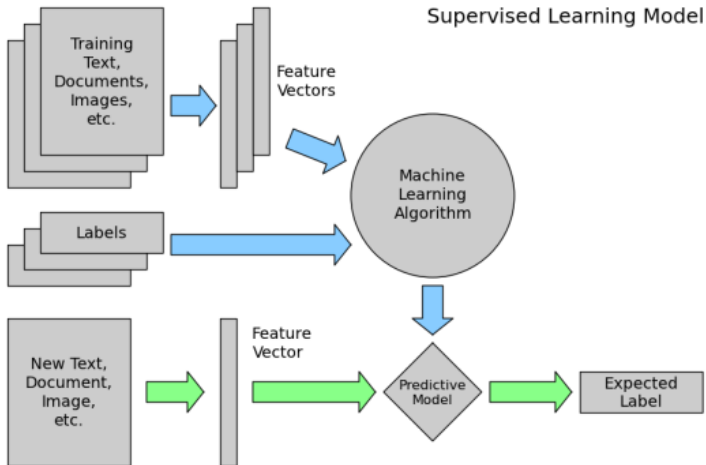 Supervised Learning Model
Training
Text,
Documents,
Images,
etc.
Feature
Vectors
Machine
Learning
Algorithm
Labels
New Text,
Document,
Image,
etc.
Feature
Vector
Predictive
Model
Expected
Label